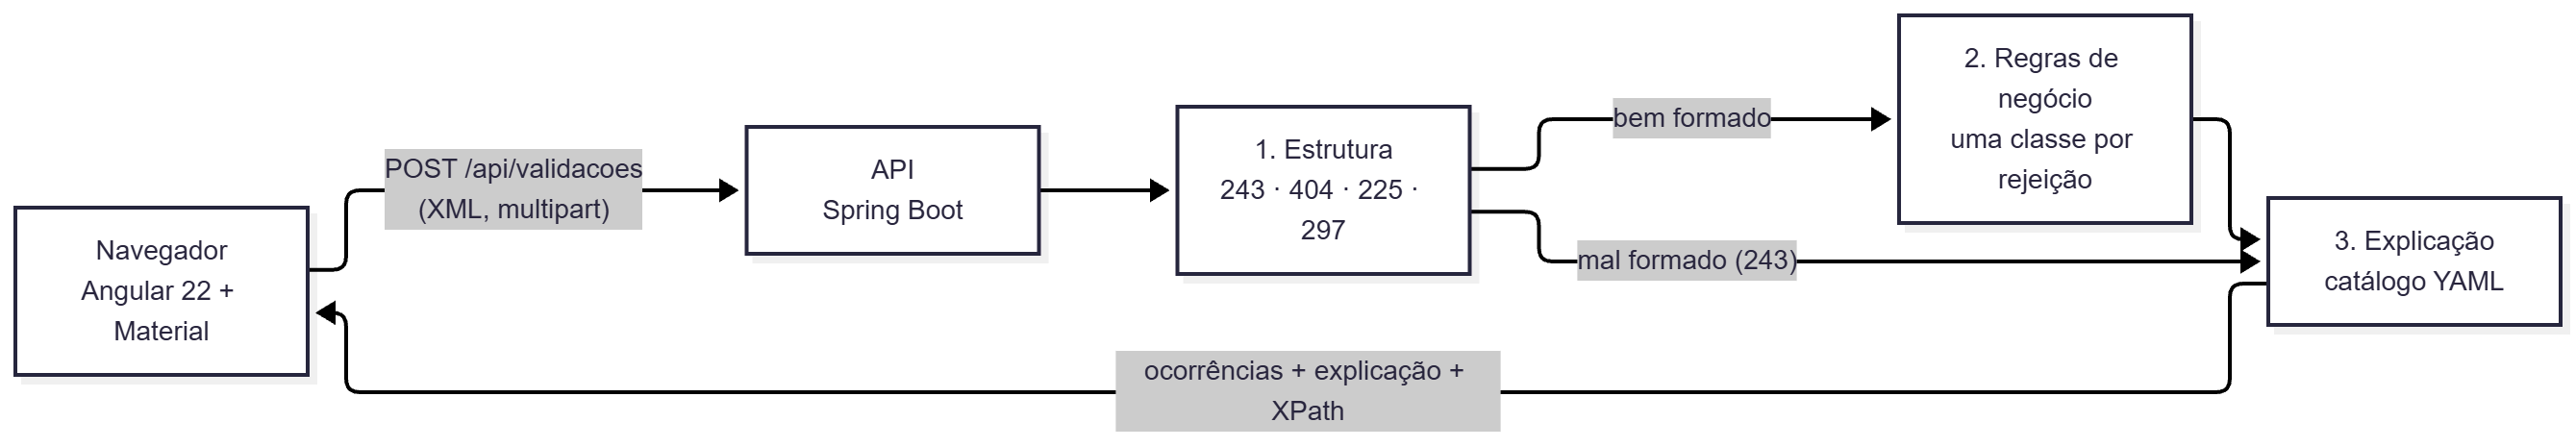 Navegador
Angular 22 +
Material
POST /api/validacoes
(XML, multipart)
API
Spring Boot
1. Estrutura
243 · 404 · 225 ·
297
bem formado
mal formado (243)
2. Regras de
negócio
uma classe por
rejeição
3. Explicação
catálogo YAML
ocorrências + explicação +
XPath